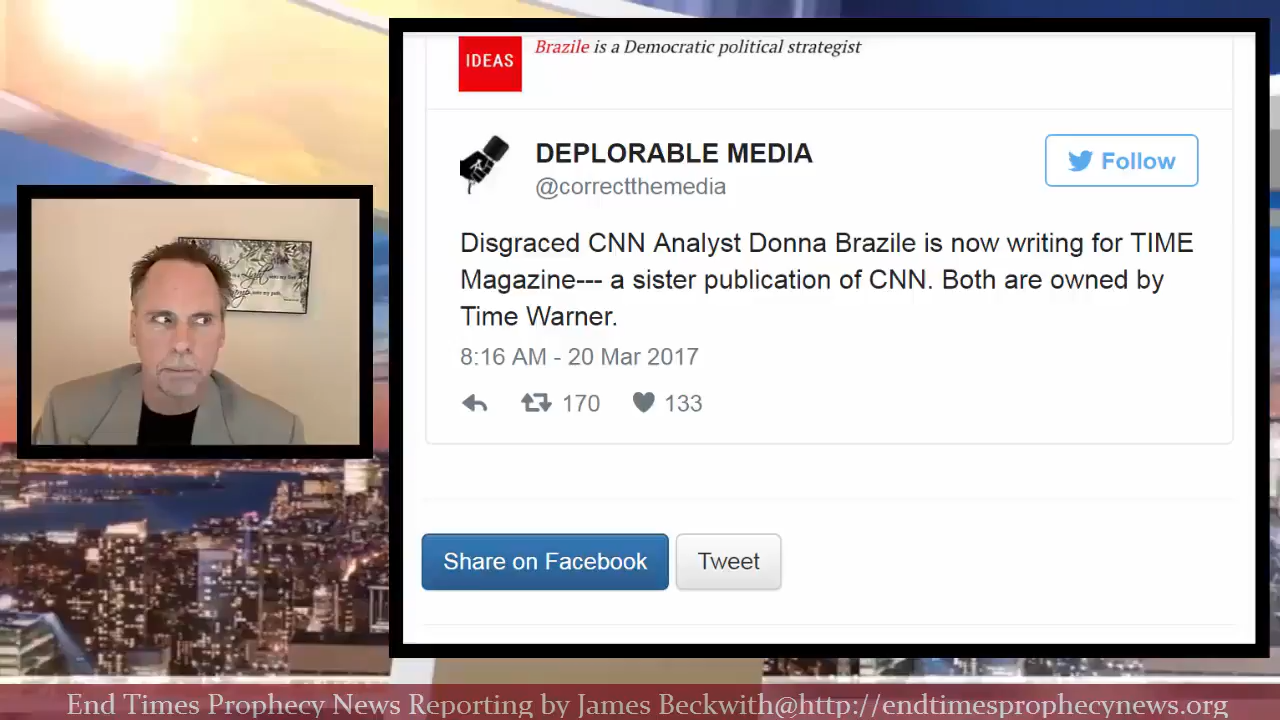 IDEAS
Brazile is a Democratic political strategist
DEPLORABLE MEDIA
@correctthemedia
Follow
Disgraced CNN Analyst Donna Brazile is now writing for TIME
Magazine--- a sister publication of CNN. Both are owned by
Time Warner.
8:16 AM - 20 Mar 2017
170 133
Share on Facebook
Tweet
End Times Prophecy News Reporting by James Beckwith@http://endtimesprophecynews.org